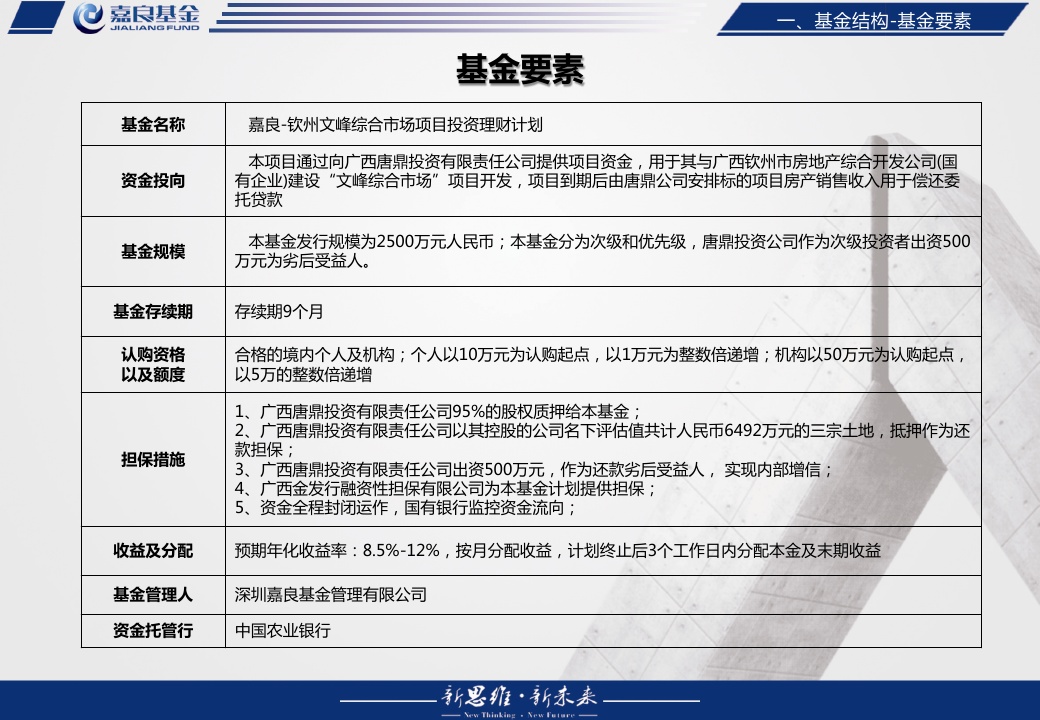 嘉良基金
JIALIANG FUND
一、基金结构-基金要素
基金要素
基金名称
嘉良-钦州文峰综合市场项目投资理财计划
资金投向
本项目通过向广西唐鼎投资有限责任公司提供项目资金，用于其与广西钦州市房地产综合开发公司(国
有企业)建设“文峰综合市场”项目开发，项目到期后由唐鼎公司安排标的项目房产销售收入用于偿还委
托贷款
基金规模
本基金发行规模为2500万元人民币；本基金分为次级和优先级，唐鼎投资公司作为次级投资者出资500
万元为劣后受益人。
基金存续期
存续期9个月
认购资格
以及额度
合格的境内个人及机构；个人以10万元为认购起点，以1万元为整数倍递增；机构以50万元为认购起点，
以5万的整数倍递增
担保措施
1、广西唐鼎投资有限责任公司95%的股权质押给本基金；
2、广西唐鼎投资有限责任公司以其控股的公司名下评估值共计人民币6492万元的三宗土地，抵押作为还
款担保；
3、广西唐鼎投资有限责任公司出资500万元，作为还款劣后受益人， 实现内部增信；
4、广西金发行融资性担保有限公司为本基金计划提供担保；
5、资金全程封闭运作，国有银行监控资金流向；
收益及分配
预期年化收益率：8.5%-12%，按月分配收益，计划终止后3个工作日内分配本金及末期收益
基金管理人
深圳嘉良基金管理有限公司
资金托管行
中国农业银行
新思维·新未来
New Thinking · New Future